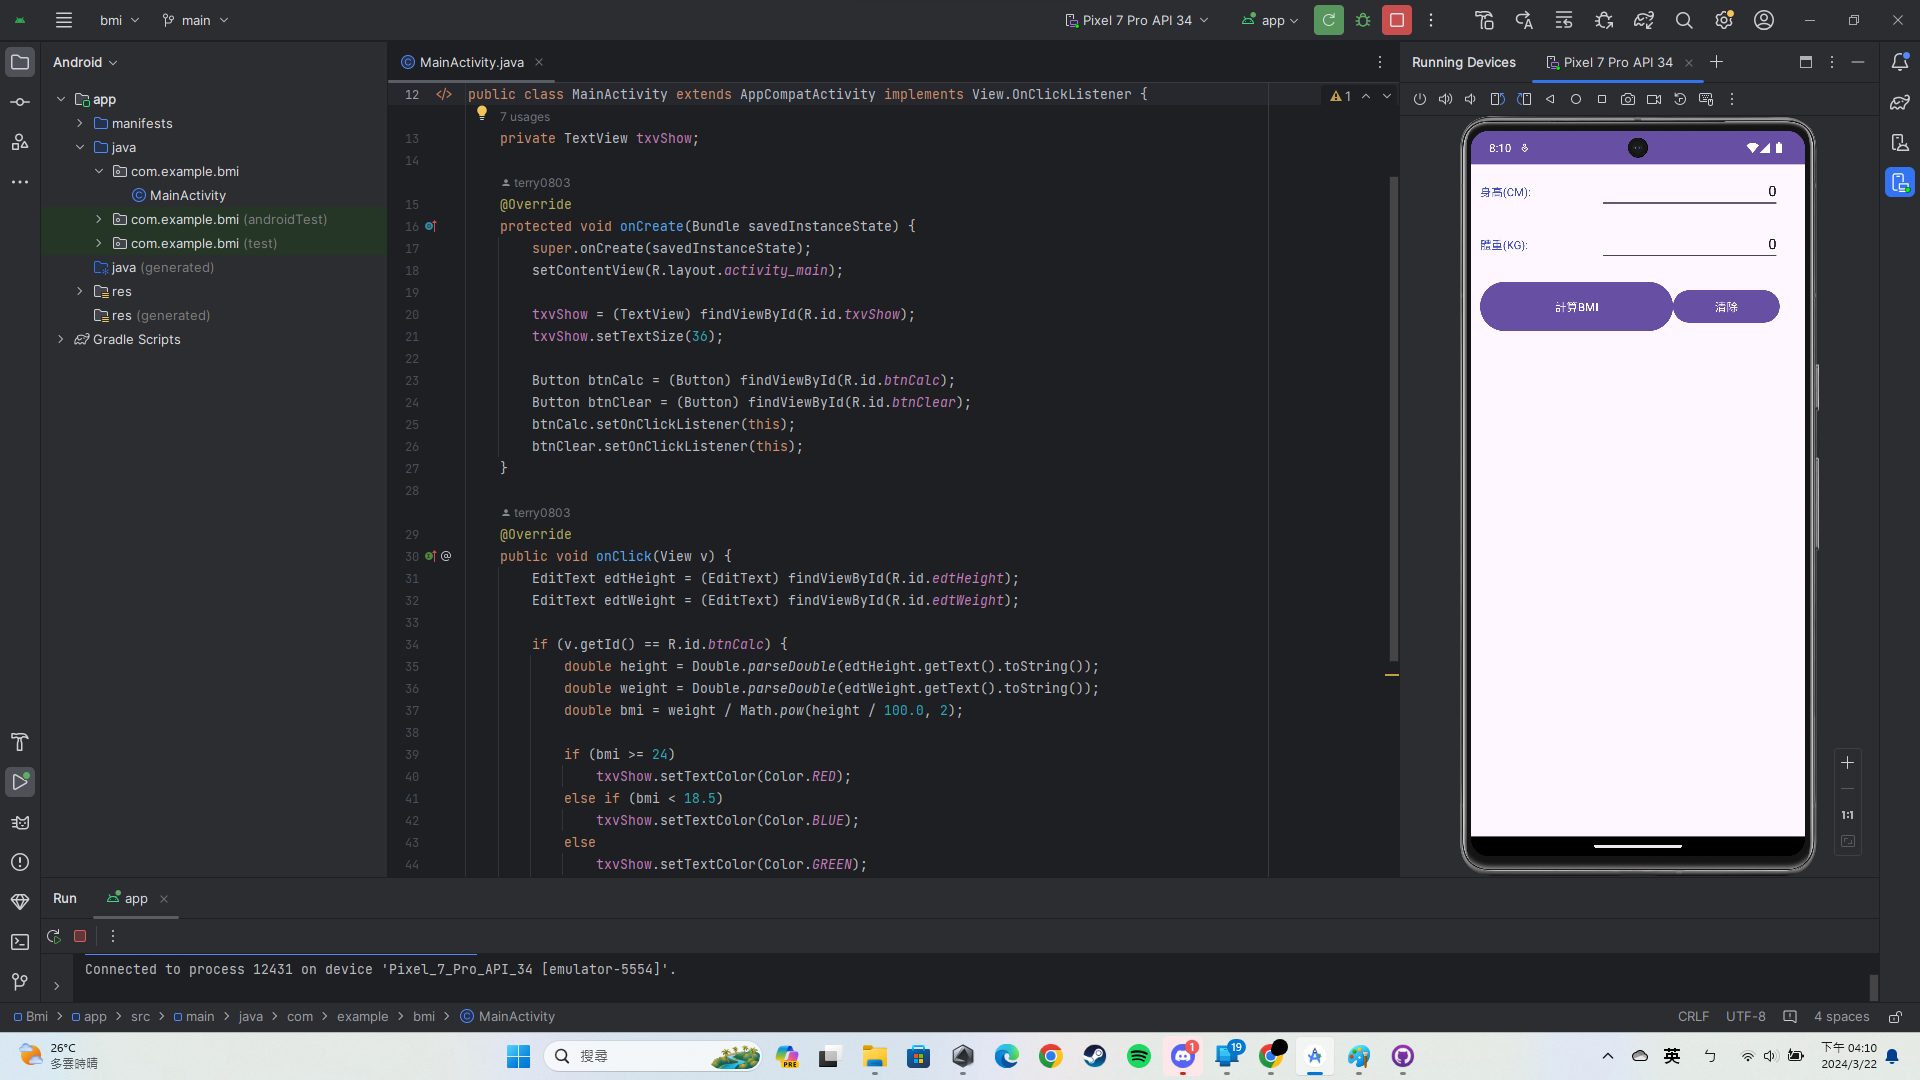 bmi
main
Pixel 7 Pro API 34
app
Android
MainActivity.java
Running Devices
Pixel 7 Pro API 34
app
manifests
java
com.example.bmi
MainActivity
com.example.bmi (androidTest)
com.example.bmi (test)
java (generated)
res
res (generated)
Gradle Scripts
12 </> public class MainActivity extends AppCompatActivity implements View.OnClickListener {
1
7 usages
13 private TextView txvShow;
14
terry0803
15 @Override
16 protected void onCreate(Bundle savedInstanceState) {
17 super.onCreate(savedInstanceState);
18 setContentView(R.layout.activity_main);
19
20 txvShow = (TextView) findViewById(R.id.txvShow);
21 txvShow.setTextSize(36);
22
23 Button btnCalc = (Button) findViewById(R.id.btnCalc);
24 Button btnClear = (Button) findViewById(R.id.btnClear);
25 btnCalc.setOnClickListener(this);
26 btnClear.setOnClickListener(this);
27 }
28
terry0803
29 @Override
30 @ public void onClick(View v) {
31 EditText edtHeight = (EditText) findViewById(R.id.edtHeight);
32 EditText edtWeight = (EditText) findViewById(R.id.edtWeight);
33
34 if (v.getId() == R.id.btnCalc) {
35 double height = Double.parseDouble(edtHeight.getText().toString());
36 double weight = Double.parseDouble(edtWeight.getText().toString());
37 double bmi = weight / Math.pow(height / 100.0, 2);
38
39 if (bmi >= 24)
40 txvShow.setTextColor(Color.RED);
41 else if (bmi < 18.5)
42 txvShow.setTextColor(Color.BLUE);
43 else
44 txvShow.setTextColor(Color.GREEN);
8:10
身高(CM): 0
體重(KG): 0
計算BMI
清除
1:1
Run
app
Connected to process 12431 on device 'Pixel_7_Pro_API_34 [emulator-5554]'.
Bmi > app > src > main > java > com > example > bmi > MainActivity
CRLF UTF-8 4 spaces
26°C
多雲時晴
搜尋
PRE
1
19
英
ㄅ
下午 04:10
2024/3/22